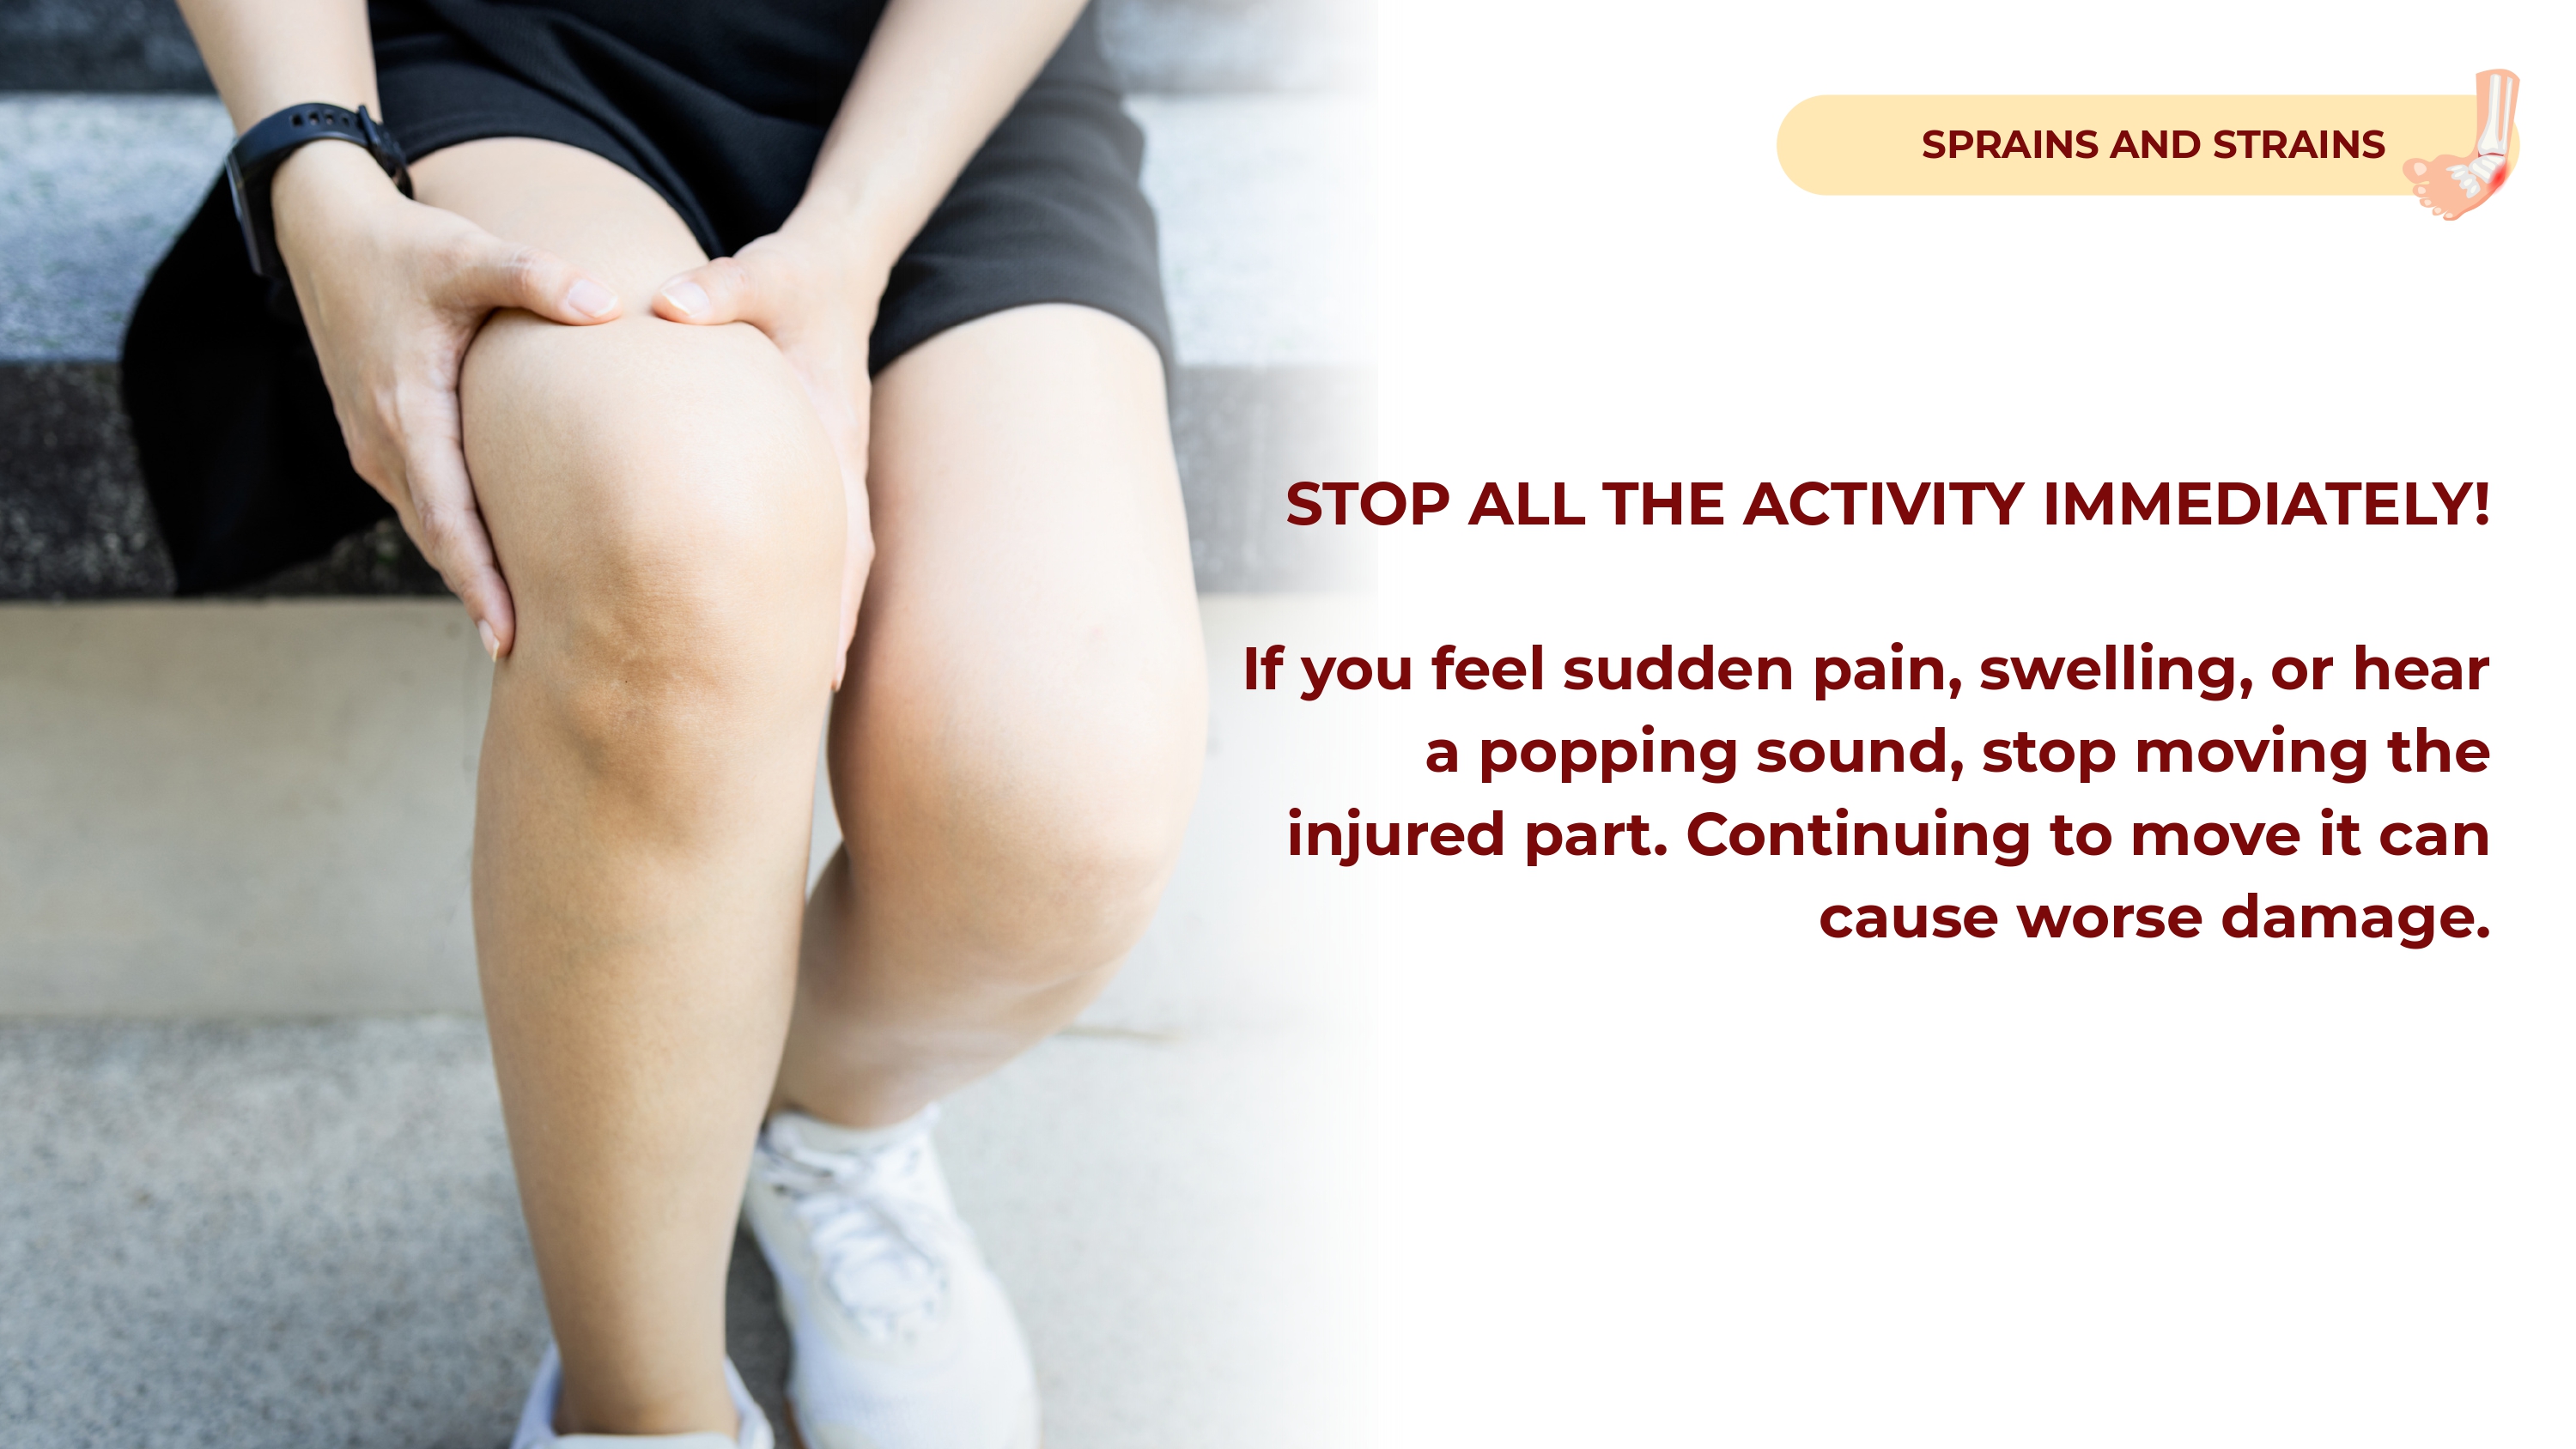 SPRAINS AND STRAINS
STOP ALL THE ACTIVITY IMMEDIATELY!
If you feel sudden pain, swelling, or hear
a popping sound, stop moving the
injured part. Continuing to move it can
cause worse damage.